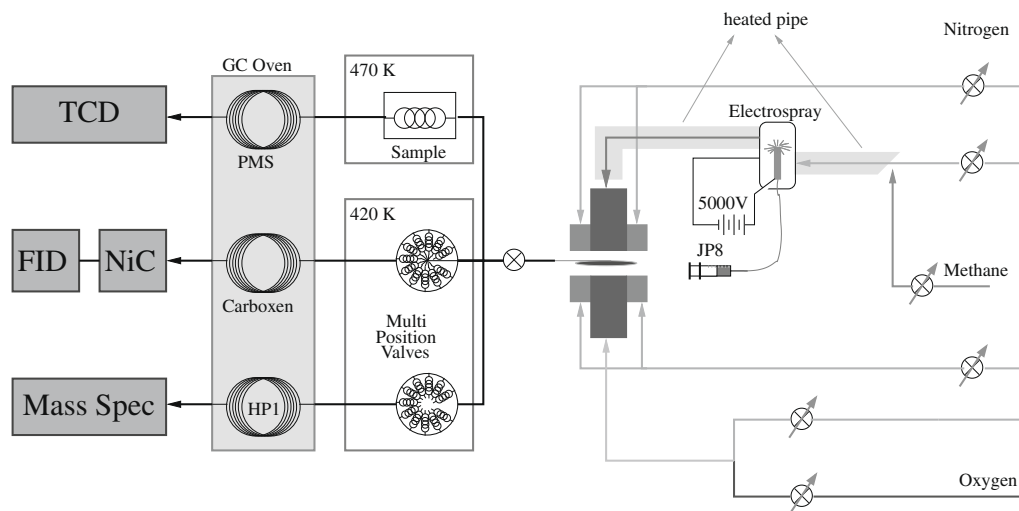 heated pipe
Nitrogen
GC Oven
470 K
TCD
Electrospray
PMS
Sample
5000V
420 K
JP8
FID
NiC
Carboxen
Methane
Multi
Position
Valves
Mass Spec
HP1
Oxygen